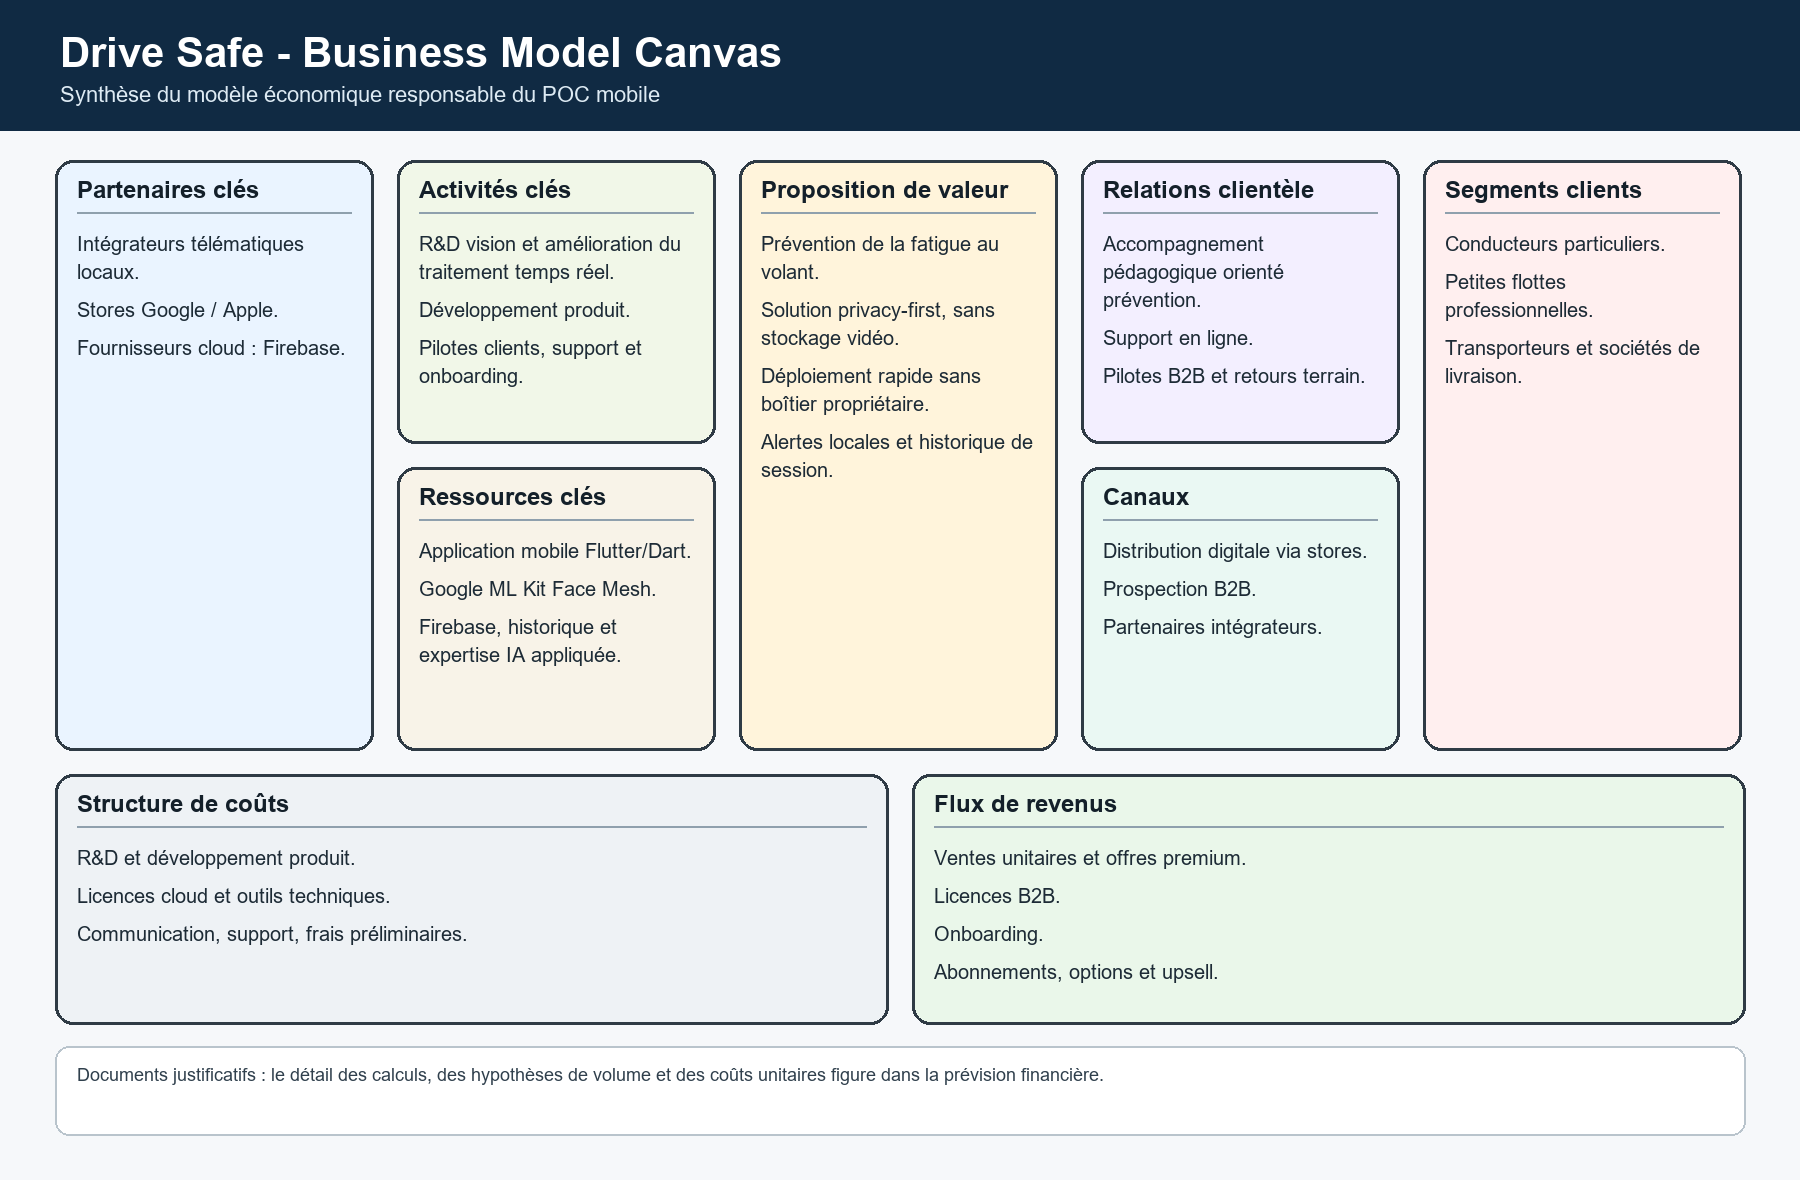 Drive Safe - Business Model Canvas
Synthèse du modèle économique responsable du POC mobile
Partenaires clés
Intégrateurs télématiques
locaux.
Stores Google / Apple.
Fournisseurs cloud : Firebase.
Activités clés
R&D vision et amélioration du
traitement temps réel.
Développement produit.
Pilotes clients, support et
onboarding.
Ressources clés
Application mobile Flutter/Dart.
Google ML Kit Face Mesh.
Firebase, historique et
expertise IA appliquée.
Proposition de valeur
Prévention de la fatigue au
volant.
Solution privacy-first, sans
stockage vidéo.
Déploiement rapide sans
boîtier propriétaire.
Alertes locales et historique de
session.
Relations clientèle
Accompagnement
pédagogique orienté
prévention.
Support en ligne.
Pilotes B2B et retours terrain.
Canaux
Distribution digitale via stores.
Prospection B2B.
Partenaires intégrateurs.
Segments clients
Conducteurs particuliers.
Petites flottes
professionnelles.
Transporteurs et sociétés de
livraison.
Structure de coûts
R&D et développement produit.
Licences cloud et outils techniques.
Communication, support, frais préliminaires.
Flux de revenus
Ventes unitaires et offres premium.
Licences B2B.
Onboarding.
Abonnements, options et upsell.
Documents justificatifs : le détail des calculs, des hypothèses de volume et des coûts unitaires figure dans la prévision financière.